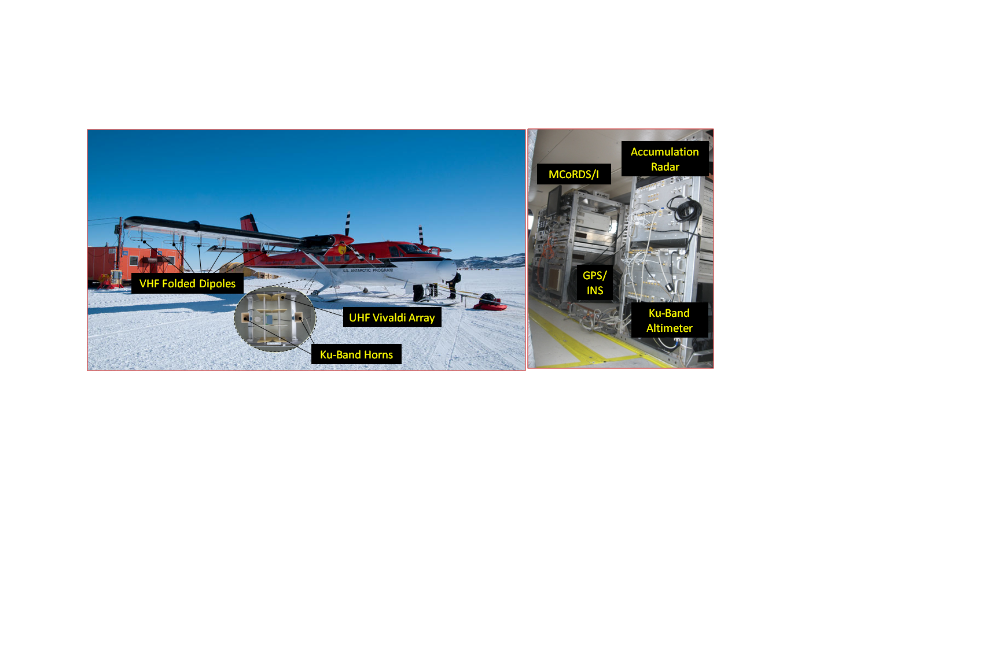 VHF Folded Dipoles
U.S. ANTARCTIC PROGRAM
UHF Vivaldi Array
Ku-Band Horns
MCoRDS/I
Accumulation
Radar
GPS/
INS
Ku-Band
Altimeter